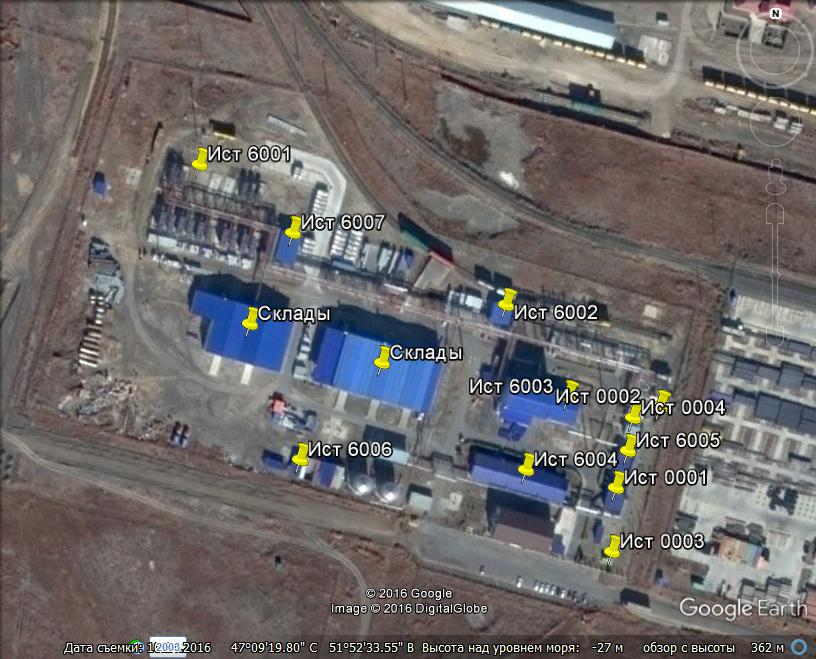 N
Ист 6001
Ист 6007
Склады
Ист 6002
Склады
Ист 6003
Ист 0002
Ист 0004
Ист 6005
Ист 6006
Ист 6004
Ист 0001
Ист 0003
© 2016 Google
Image © 2016 DigitalGlobe
Google Earth
Дата съемки: 2016 47°09'19.80" С 51°52'33.55" В Высота над уровнем моря: -27 м обзор с высоты 362 м
2003